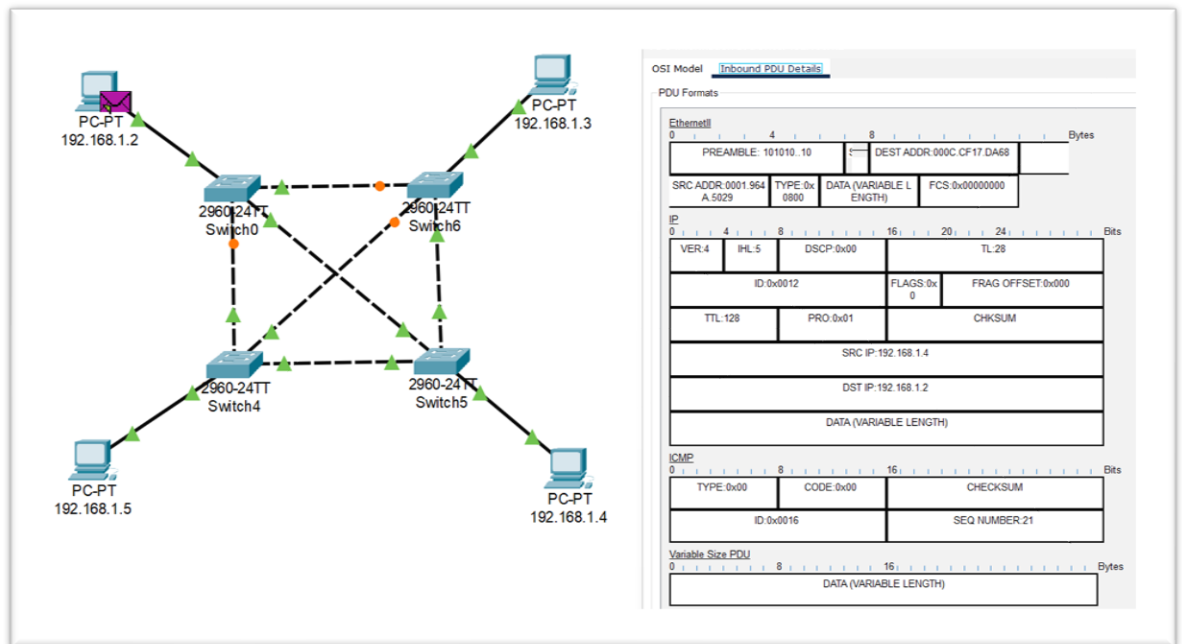 PC-PT
192.168.1.2
PC-PT
192.168.1.3
2960-24TT
Switch0
2960-24TT
Switch6
2960-24TT
Switch4
2960-24TT
Switch5
PC-PT
192.168.1.5
PC-PT
192.168.1.4
OSI Model Inbound PDU Details
PDU Formats
EthernetII
0 4 8 Bytes
PREAMBLE: 101010..10 DEST ADDR:000C.CF17.DA68
SRC ADDR:0001.964 TYPE:0x DATA (VARIABLE L FCS:0x00000000
A.5029 0800 ENGTH)
IP
0 4 8 16 20 24 Bits
VER:4 IHL:5 DSCP:0x00 TL:28
ID:0x0012 FLAGS:0x FRAG OFFSET:0x000
0
TTL:128 PRO:0x01 CHKSUM
SRC IP:192.168.1.4
DST IP:192.168.1.2
DATA (VARIABLE LENGTH)
ICMP
0 8 16 Bits
TYPE:0x00 CODE:0x00 CHECKSUM
ID:0x0016 SEQ NUMBER:21
Variable Size PDU
0 8 16 Bytes
DATA (VARIABLE LENGTH)